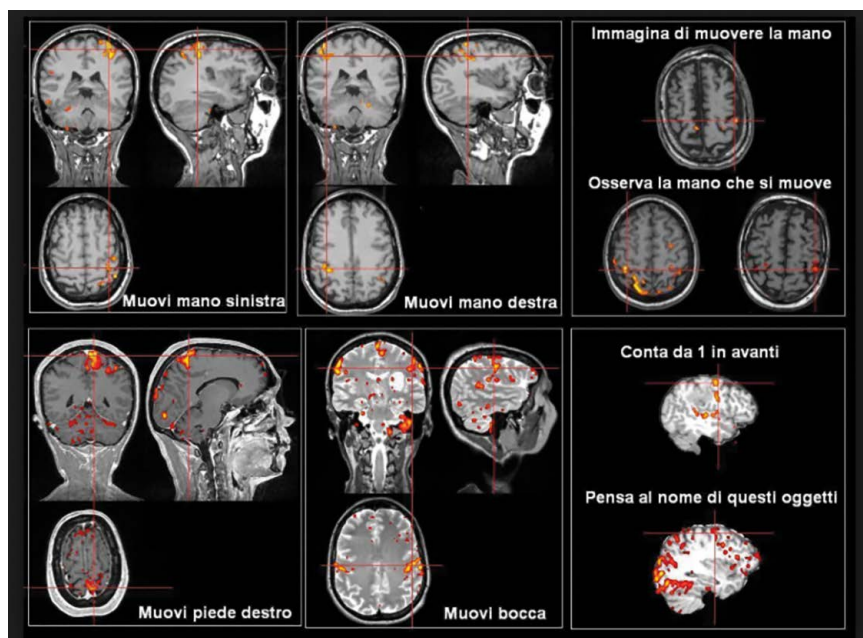 Immagina di muovere la mano
Osserva la mano che si muove
Muovi mano sinistra
Muovi mano destra
Conta da 1 in avanti
Pensa al nome di questi oggetti
Muovi piede destro
Muovi bocca